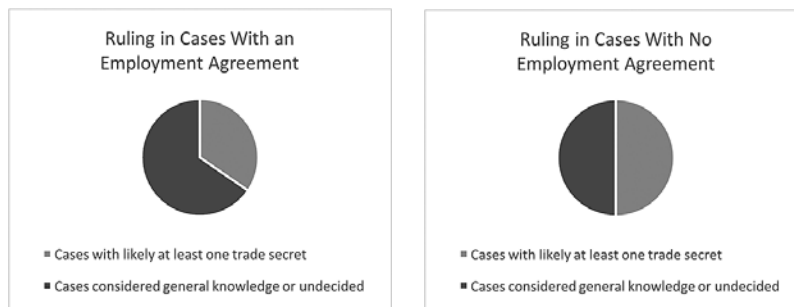 Ruling in Cases With an
Employment Agreement
Cases with likely at least one trade secret
Cases considered general knowledge or undecided
Ruling in Cases With No
Employment Agreement
Cases with likely at least one trade secret
Cases considered general knowledge or undecided